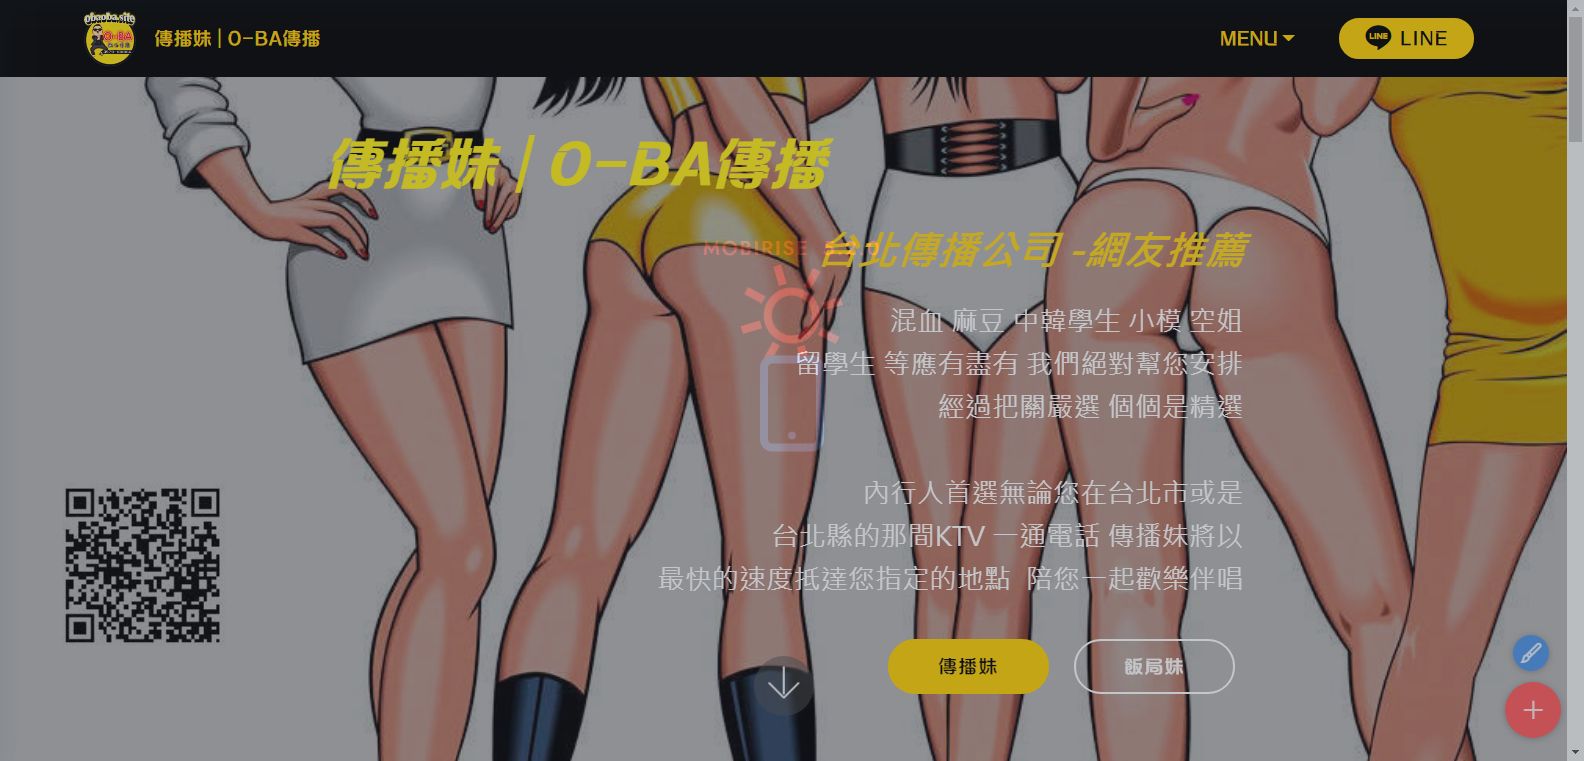 obaoba.site
O-BA
傳播妹 | O-BA傳播
MENU
LINE
LINE
傳播妹 | O-BA傳播
MOBIRISE
台北傳播公司 -網友推薦
混血 麻豆 中韓學生 小模 空姐
留學生 等應有盡有 我們絕對幫您安排
經過把關嚴選 個個是精選
內行人首選無論您在台北市或是
台北縣的那間KTV 一通電話 傳播妹將以
最快的速度抵達您指定的地點 陪您一起歡樂伴唱
傳播妹
飯局妹